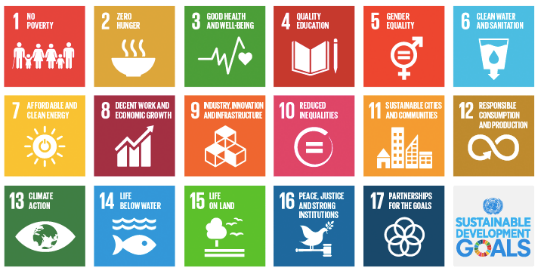 1 NO
POVERTY
2 ZERO
HUNGER
3 GOOD HEALTH
AND WELL-BEING
4 QUALITY
EDUCATION
5 GENDER
EQUALITY
6 CLEAN WATER
AND SANITATION
7 AFFORDABLE AND
CLEAN ENERGY
8 DECENT WORK AND
ECONOMIC GROWTH
9 INDUSTRY, INNOVATION
AND INFRASTRUCTURE
10 REDUCED
INEQUALITIES
11 SUSTAINABLE CITIES
AND COMMUNITIES
12 RESPONSIBLE
CONSUMPTION
AND PRODUCTION
13 CLIMATE
ACTION
14 LIFE
BELOW WATER
15 LIFE
ON LAND
16 PEACE, JUSTICE
AND STRONG
INSTITUTIONS
17 PARTNERSHIPS
FOR THE GOALS
SUSTAINABLE
DEVELOPMENT
GOALS